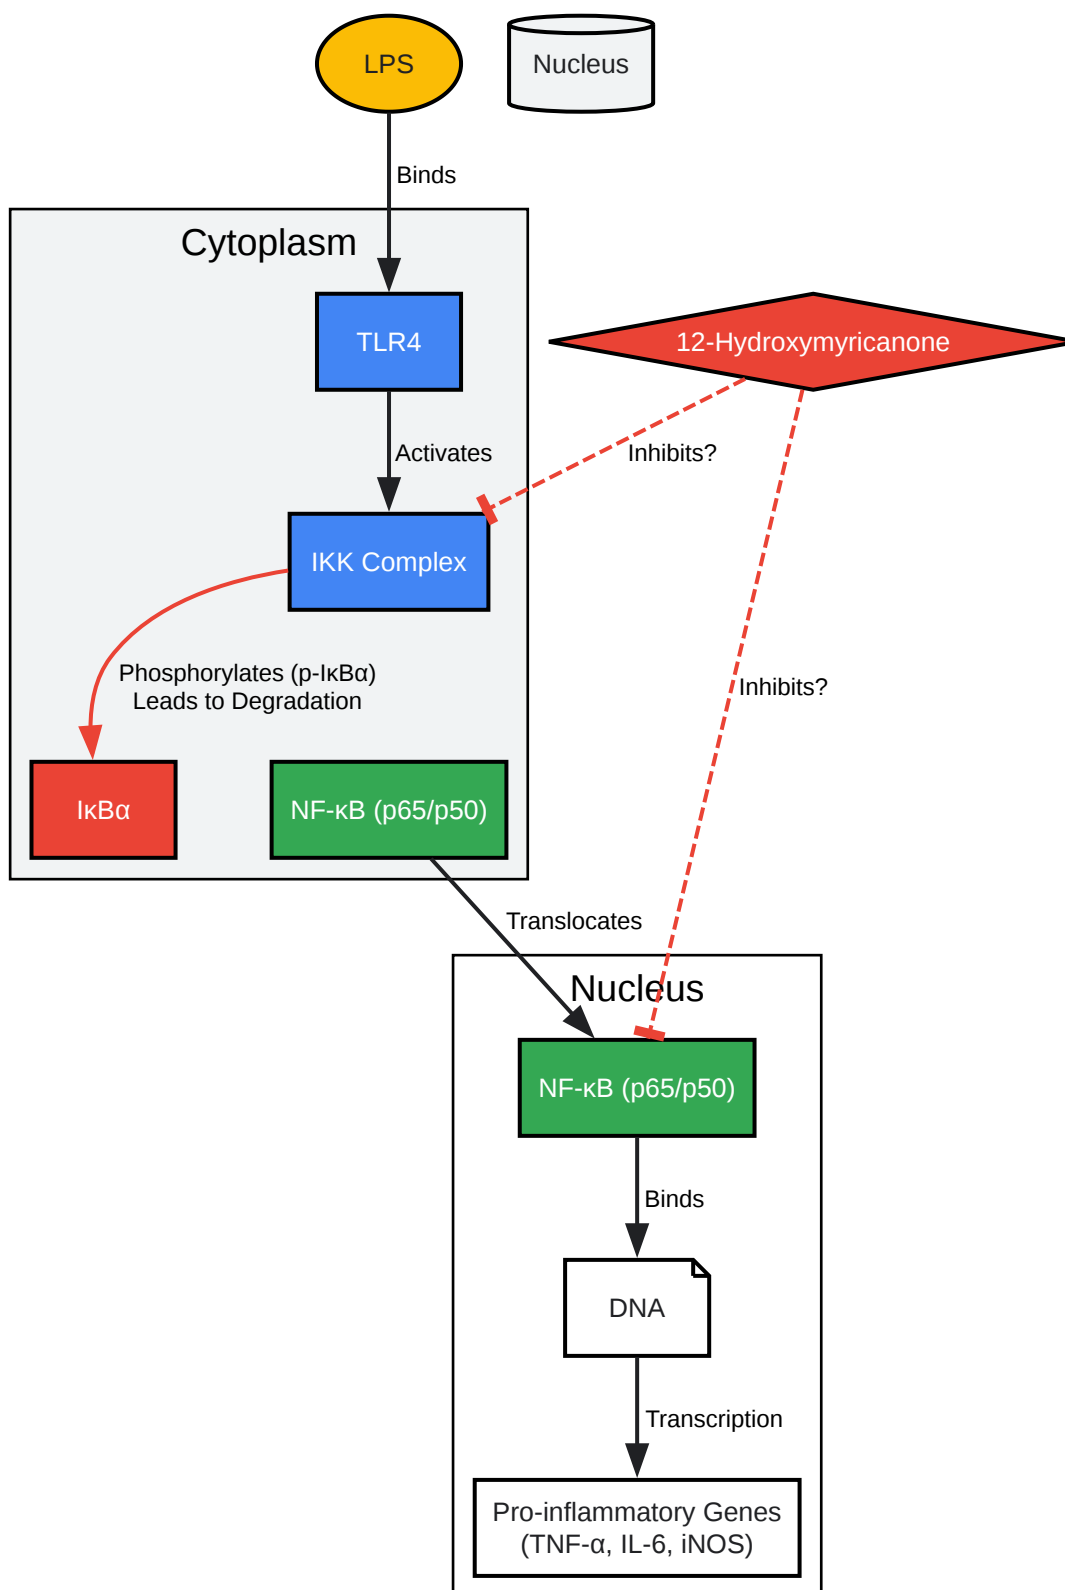 LPS
Nucleus
Binds
Cytoplasm
TLR4
12-Hydroxymyricanone
Activates
Inhibits?
IKK Complex
Phosphorylates (p-IκBα)
Leads to Degradation
Inhibits?
IκBα
NF-κB (p65/p50)
Translocates
Nucleus
NF-κB (p65/p50)
Binds
DNA
Transcription
Pro-inflammatory Genes
(TNF-α, IL-6, iNOS)